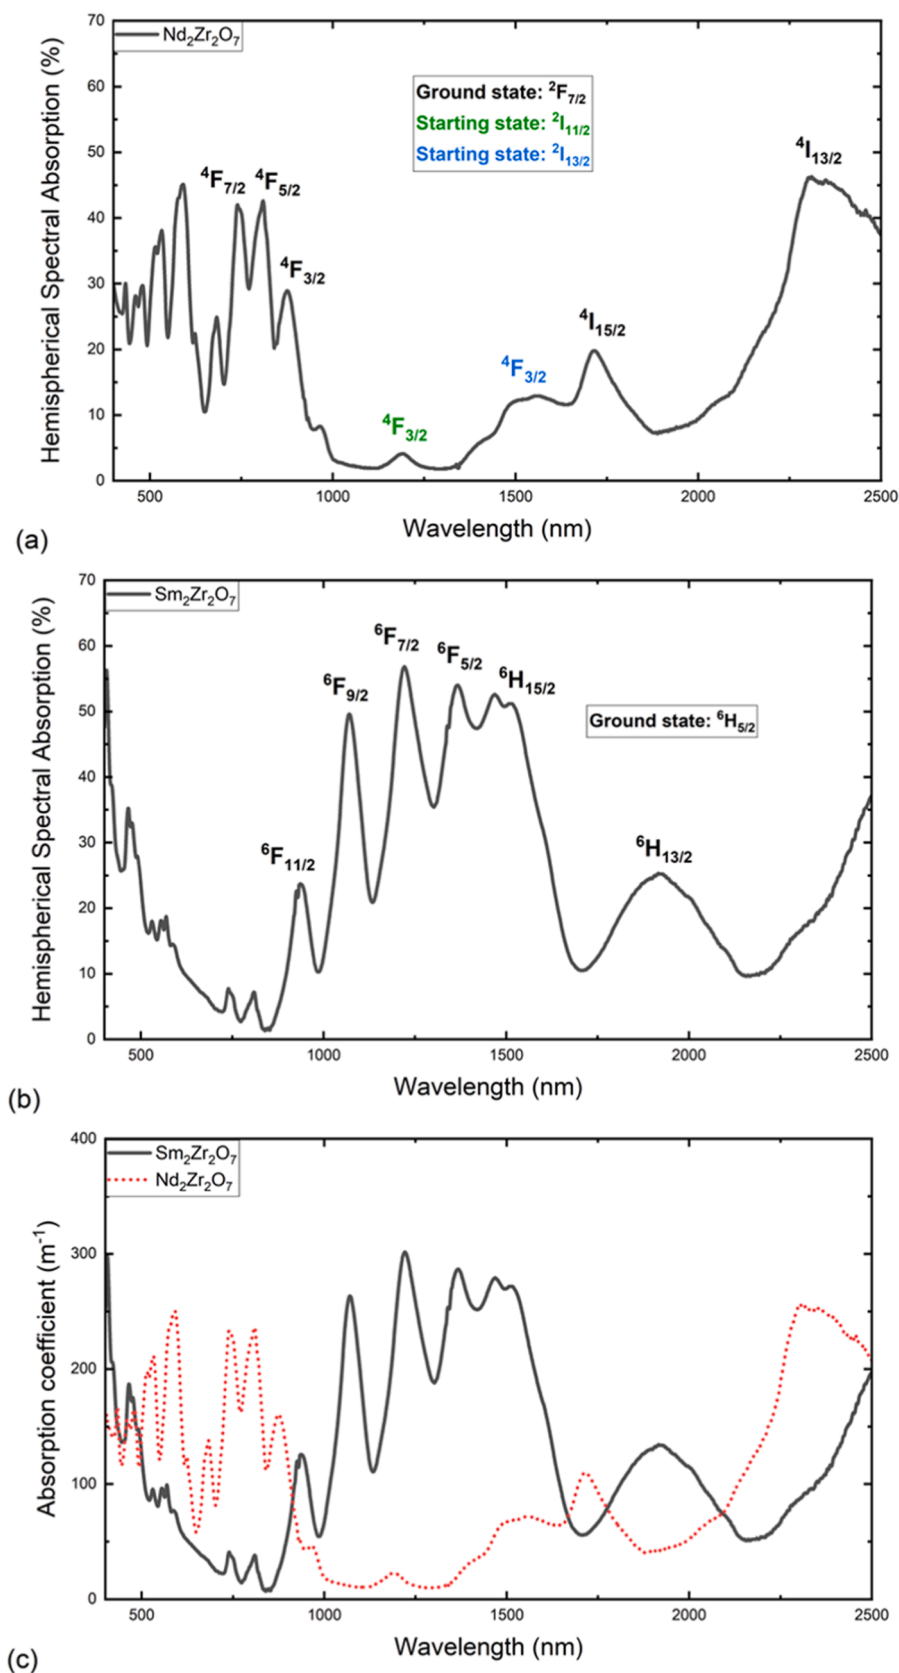 (a)
Nd₂Zr₂O₇
Hemispherical Spectral Absorption (%)
70
60
50
40
30
20
10
0
Ground state: ²F₇/₂
Starting state: ²I₁₁/₂
Starting state: ²I₁₃/₂
⁴F₇/₂
⁴F₅/₂
⁴F₃/₂
⁴F₃/₂
⁴F₃/₂
⁴I₁₅/₂
⁴I₁₃/₂
500 1000 1500 2000 2500
Wavelength (nm)
(b)
Sm₂Zr₂O₇
Hemispherical Spectral Absorption (%)
70
60
50
40
30
20
10
0
⁶F₁₁/₂
⁶F₉/₂
⁶F₇/₂
⁶F₅/₂
⁶H₁₅/₂
Ground state: ⁶H₅/₂
⁶H₁₃/₂
500 1000 1500 2000 2500
Wavelength (nm)
(c)
Sm₂Zr₂O₇
Nd₂Zr₂O₇
Absorption coefficient (m⁻¹)
400
300
200
100
0
500 1000 1500 2000 2500
Wavelength (nm)